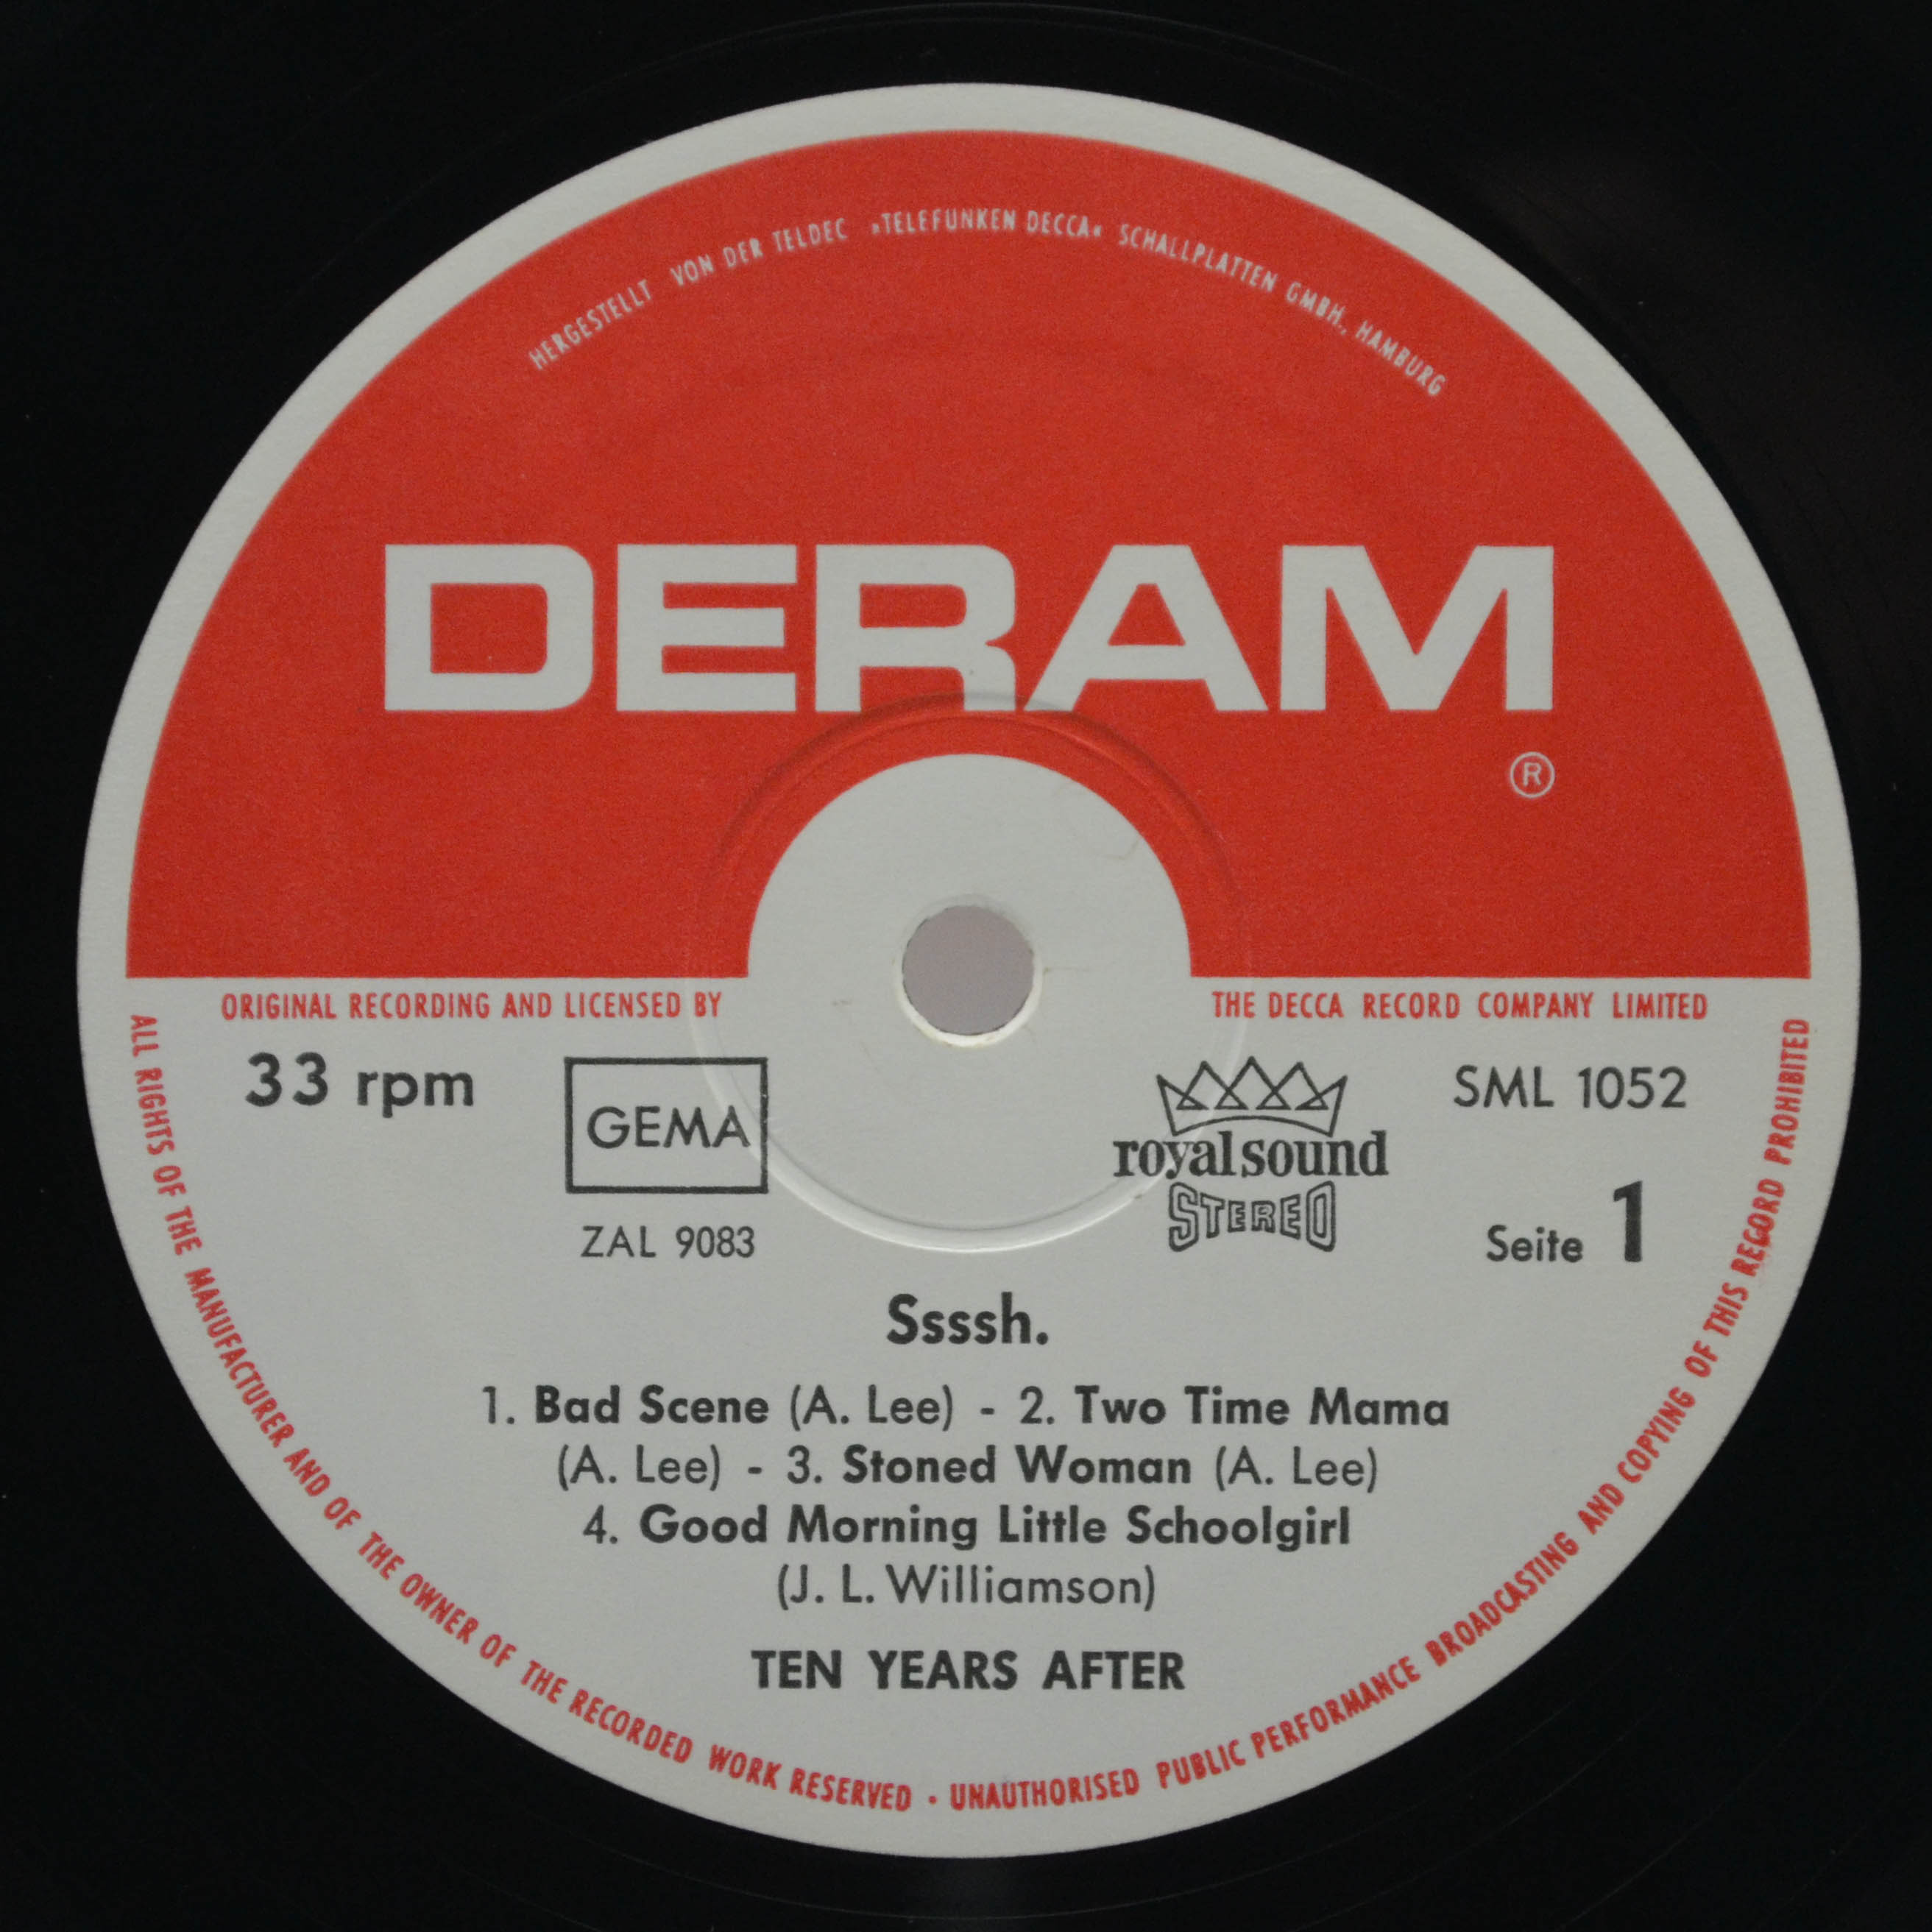 HERGESTELLT VON DER TELDEC »TELEFUNKEN DECCA« SCHALLPLATTEN GMBH., HAMBURG
DERAM
®
ORIGINAL RECORDING AND LICENSED BY THE DECCA RECORD COMPANY LIMITED
33 rpm
GEMA
ZAL 9083
royal sound
STEREO
SML 1052
Seite 1
Ssssh.
1. Bad Scene (A. Lee) - 2. Two Time Mama
(A. Lee) - 3. Stoned Woman (A. Lee)
4. Good Morning Little Schoolgirl
(J. L. Williamson)
TEN YEARS AFTER
ALL RIGHTS OF THE MANUFACTURER AND OF THE OWNER OF THE RECORDED WORK RESERVED · UNAUTHORISED PUBLIC PERFORMANCE BROADCASTING AND COPYING OF THIS RECORD PROHIBITED